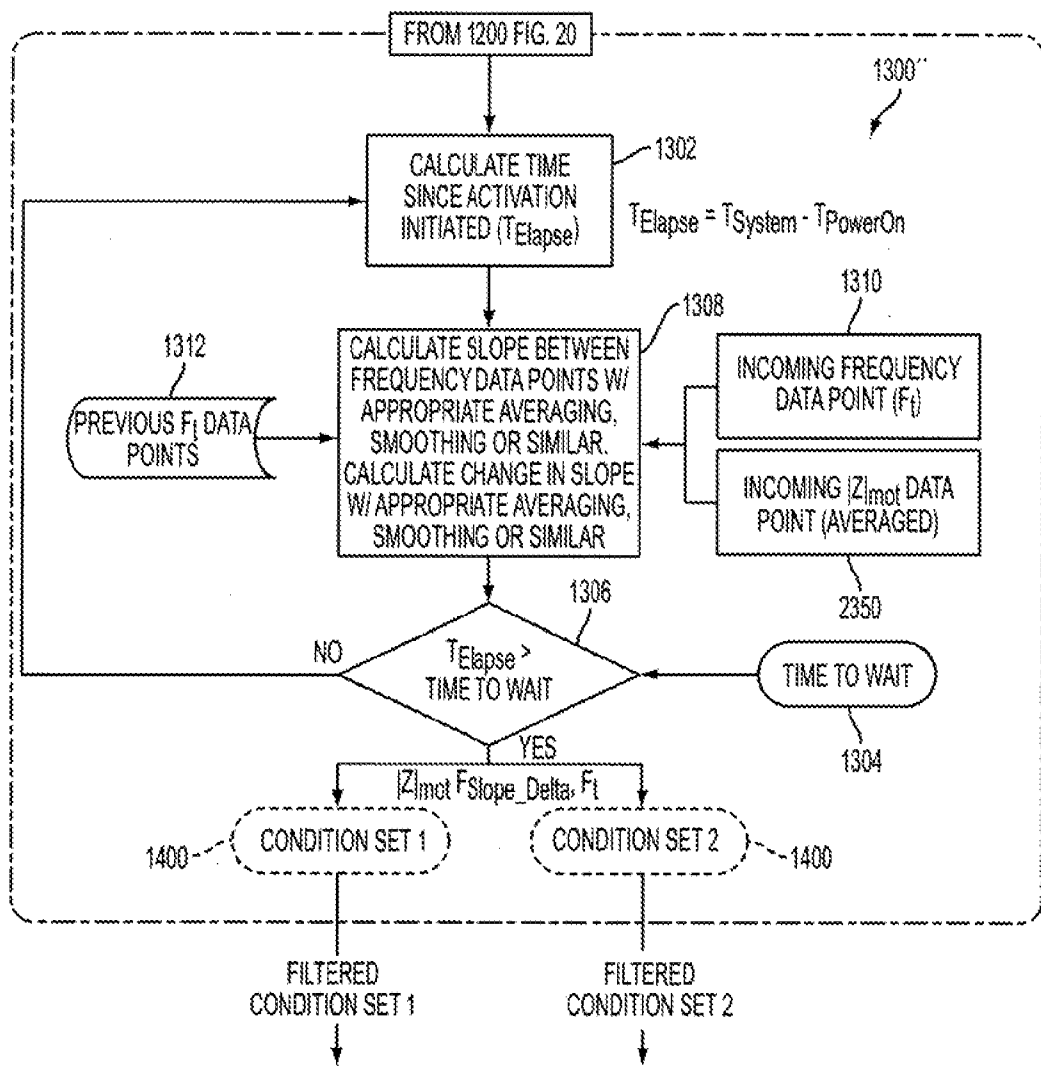 FROM 1200 FIG. 20
1300''
1302
CALCULATE TIME
SINCE ACTIVATION
INITIATED (TElapse)
TElapse = TSystem - TPowerOn
1308
1310
1312
CALCULATE SLOPE BETWEEN
FREQUENCY DATA POINTS W/
APPROPRIATE AVERAGING,
SMOOTHING OR SIMILAR.
CALCULATE CHANGE IN SLOPE
W/ APPROPRIATE AVERAGING,
SMOOTHING OR SIMILAR
PREVIOUS Ft DATA
POINTS
INCOMING FREQUENCY
DATA POINT (Ft)
INCOMING |Z|mot DATA
POINT (AVERAGED)
2350
1306
NO
TElapse >
TIME TO WAIT
TIME TO WAIT
1304
YES
|Z|mot FSlope_Delta, Ft
1400
CONDITION SET 1
CONDITION SET 2
1400
FILTERED
CONDITION SET 1
FILTERED
CONDITION SET 2